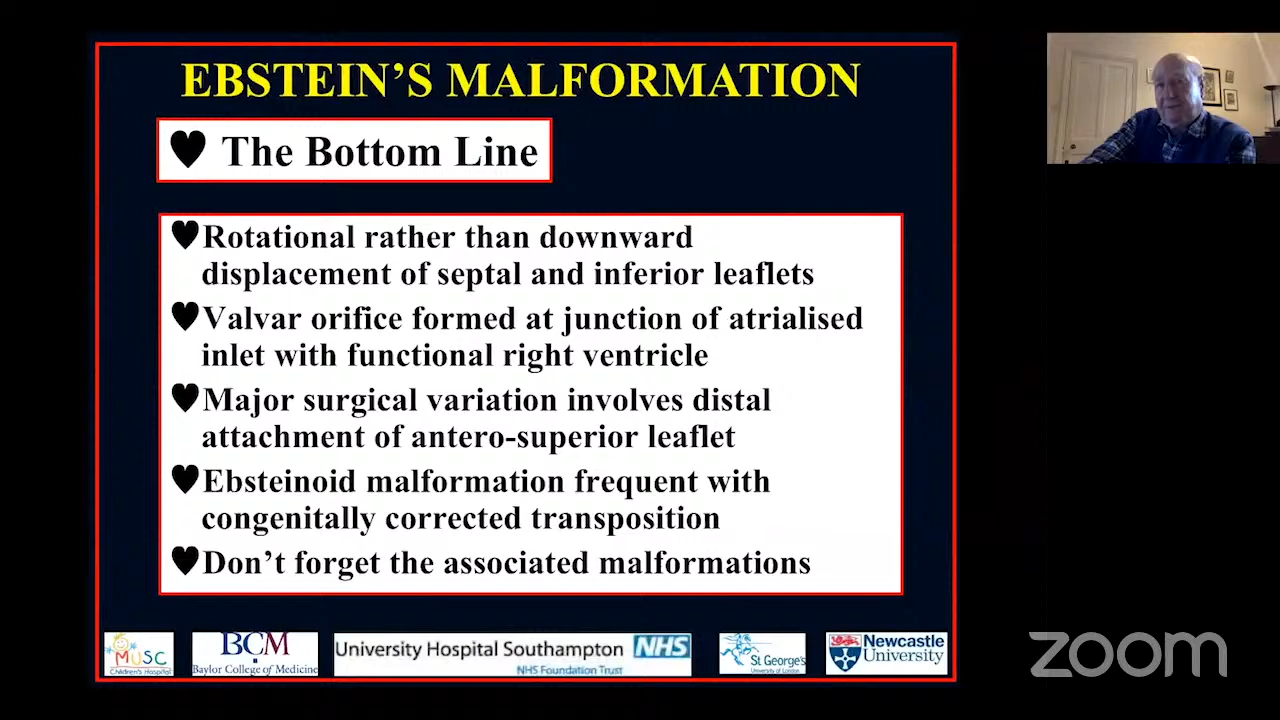 EBSTEIN'S MALFORMATION
The Bottom Line
Rotational rather than downward
displacement of septal and inferior leaflets
Valvar orifice formed at junction of atrialised
inlet with functional right ventricle
Major surgical variation involves distal
attachment of antero-superior leaflet
Ebsteinoid malformation frequent with
congenitally corrected transposition
Don't forget the associated malformations
MUSC
Children's Hospital
BCM
Baylor College of Medicine
University Hospital Southampton NHS
NHS Foundation Trust
St George's
University of London
Newcastle
University
zoom